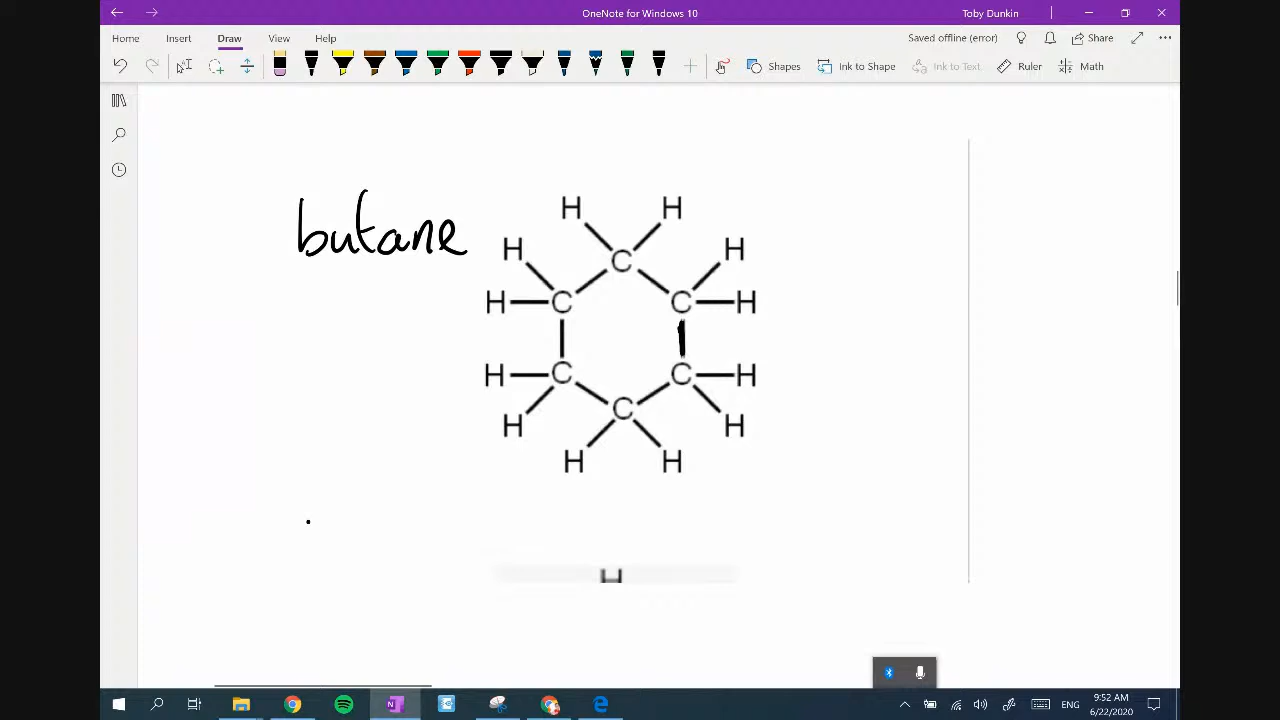 OneNote for Windows 10
Toby Dunkin
Home Insert Draw View Help
Saved offline (error)
Share
Shapes
Ink to Shape
Ink to Text
Ruler
Math
butane
H H
H C H
H C C H
H C C H
H C H
H H
H
9:52 AM
ENG
6/22/2020